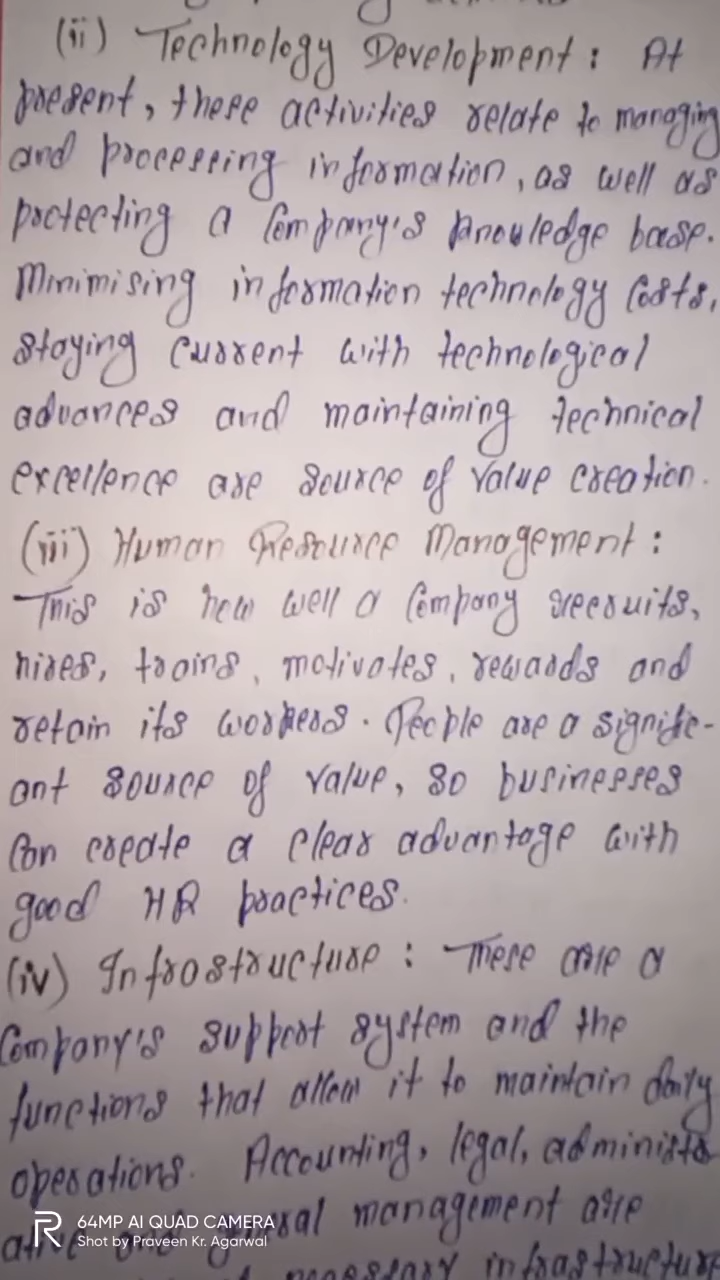 (ii) Technology Development : At
present, these activities relate to managing
and processing information, as well as
protecting a Company's knowledge base.
Minimising information technology Costs,
staying current with technological
advances and maintaining technical
excellence are source of value creation.
(iii) Human Resource Management :
This is how well a Company recruits,
hires, trains, motivates, rewards and
retain its workers. People are a signific-
ant source of value, so businesses
Can create a clear advantage with
good HR practices.
(iv) Infrastructure : These are a
Company's support system and the
functions that allow it to maintain daily
operations. Accounting, legal, administr
management are
necessary infrastructure
64MP AI QUAD CAMERA
Shot by Praveen Kr. Agarwal